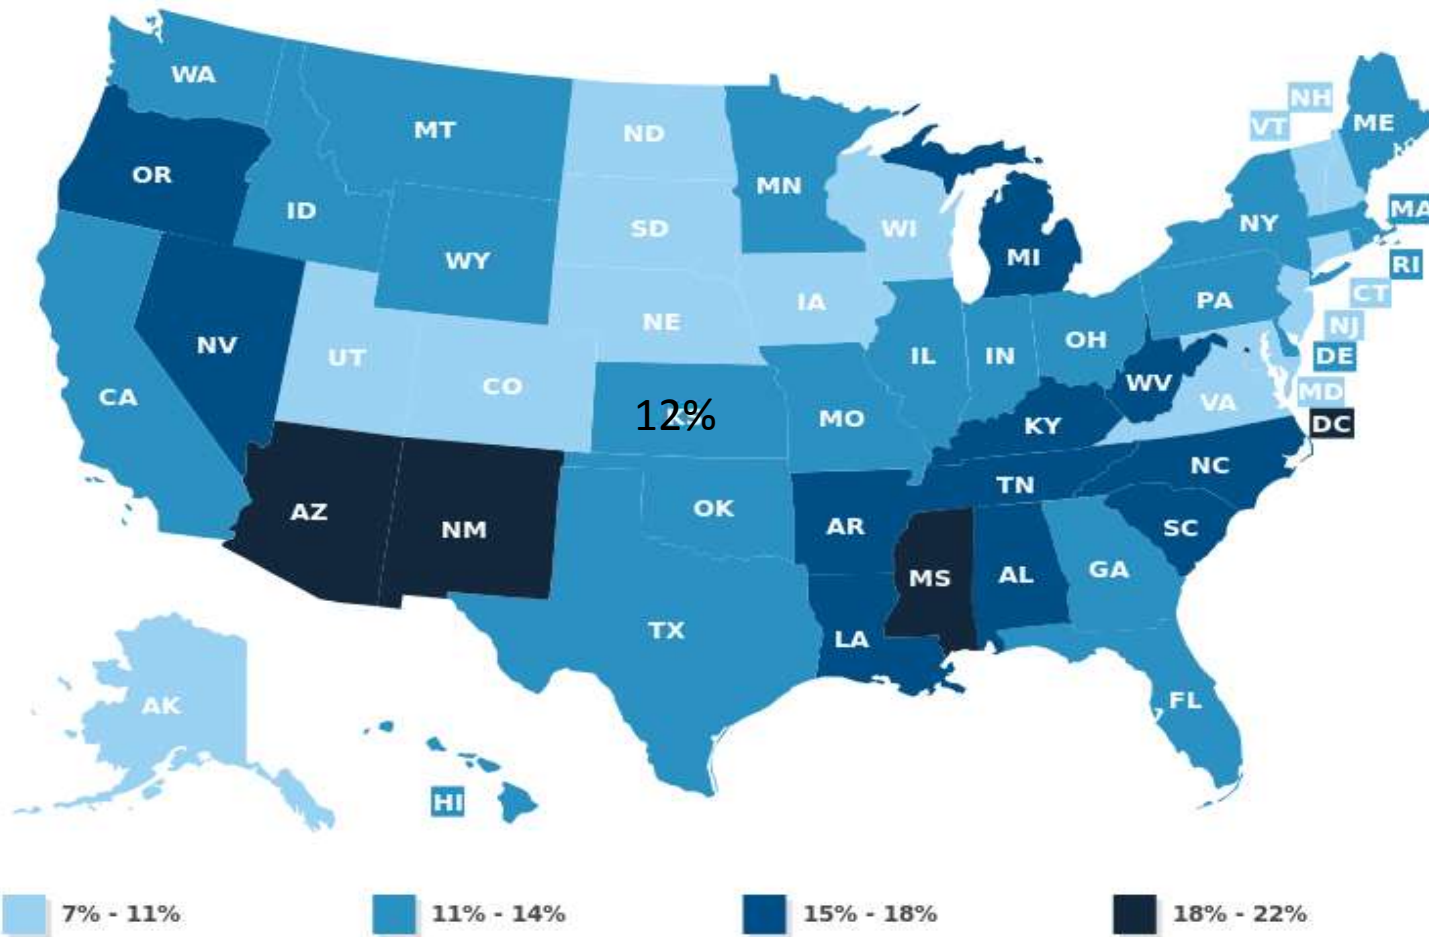 WA
MT
ND
MN
NH
VT
ME
OR
ID
SD
WI
MI
NY
MA
WY
RI
IA
NE
PA
CT
NV
UT
CO
IL
IN
OH
NJ
DE
CA
12%
MO
KY
WV
VA
MD
DC
AZ
NM
OK
AR
TN
NC
SC
MS
AL
GA
TX
LA
FL
AK
HI
7% - 11%
11% - 14%
15% - 18%
18% - 22%